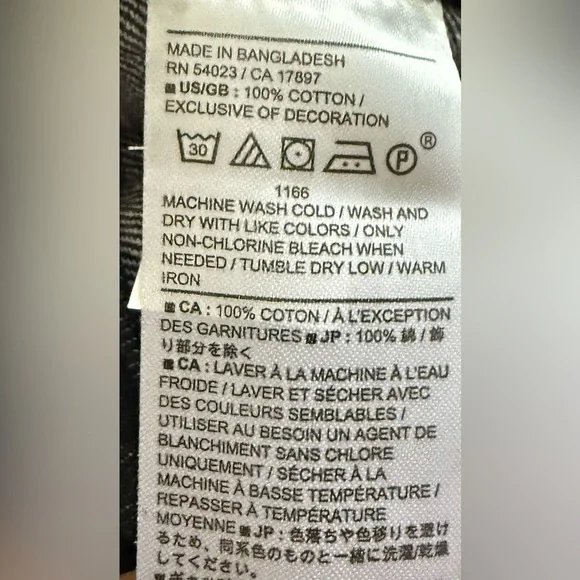 MADE IN BANGLADESH
RN 54023 / CA 17897
US/GB : 100% COTTON /
EXCLUSIVE OF DECORATION
30 P ®
1166
MACHINE WASH COLD / WASH AND
DRY WITH LIKE COLORS / ONLY
NON-CHLORINE BLEACH WHEN
NEEDED / TUMBLE DRY LOW / WARM
IRON
CA : 100% COTON / À L'EXCEPTION
DES GARNITURES JP : 100% 綿 / 飾
り部分を除く
CA : LAVER À LA MACHINE À L'EAU
FROIDE / LAVER ET SÉCHER AVEC
DES COULEURS SEMBLABLES /
UTILISER AU BESOIN UN AGENT DE
BLANCHIMENT SANS CHLORE
UNIQUEMENT / SÉCHER À LA
MACHINE À BASSE TEMPÉRATURE /
REPASSER À TEMPÉRATURE
MOYENNE JP : 色落ちや色移りを避け
るため、同系色のものと一緒に洗濯/乾燥
してください。